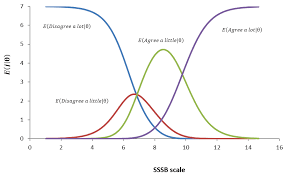 7
6
5
4
3
2
1
0
E(I|θ)
E(Disagree a lot|θ)
E(Agree a little|θ)
E(Agree a lot|θ)
E(Disagree a little|θ)
0 2 4 6 8 10 12 14 16
SSSB scale